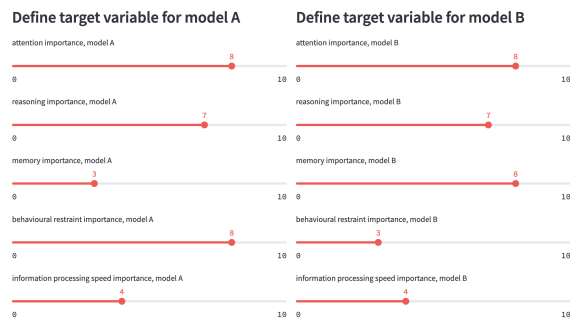 Define target variable for model A
attention importance, model A
8
0 10
reasoning importance, model A
7
0 10
memory importance, model A
3
0 10
behavioural restraint importance, model A
8
0 10
information processing speed importance, model A
4
0 10
Define target variable for model B
attention importance, model B
8
0 10
reasoning importance, model B
7
0 10
memory importance, model B
8
0 10
behavioural restraint importance, model B
3
0 10
information processing speed importance, model B
4
0 10